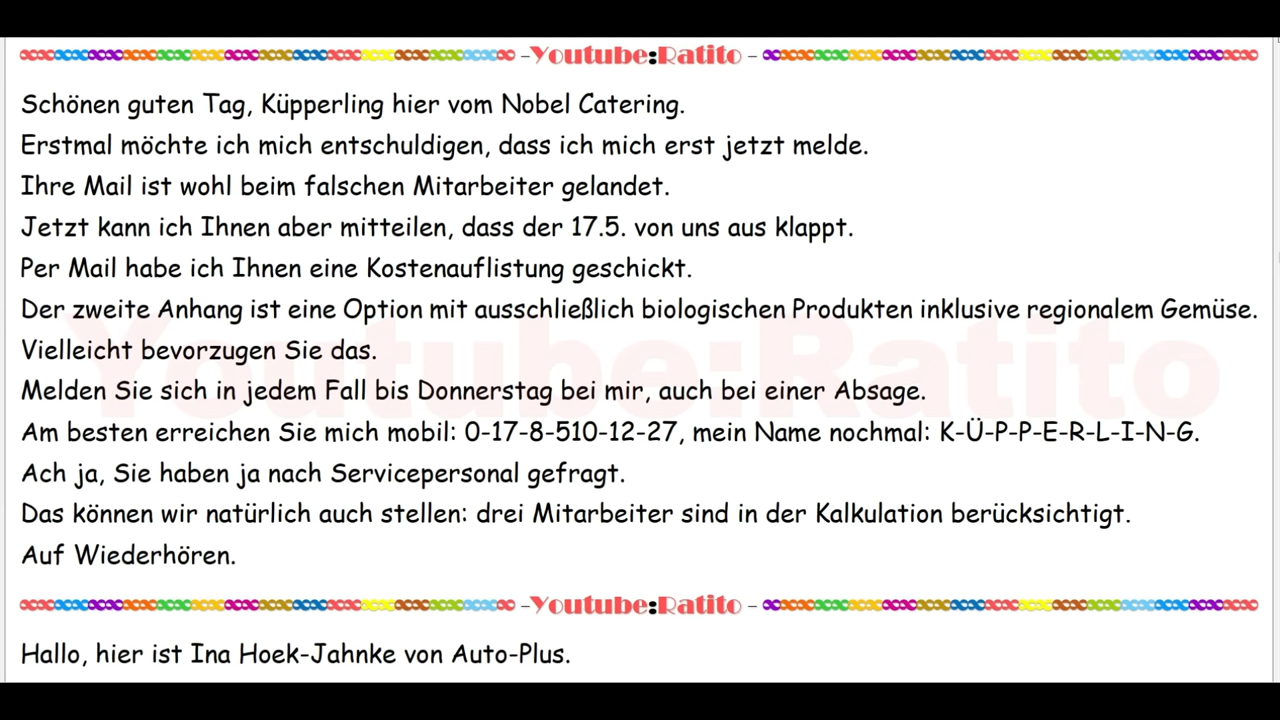 -Youtube:Ratito -
Schönen guten Tag, Küpperling hier vom Nobel Catering.
Erstmal möchte ich mich entschuldigen, dass ich mich erst jetzt melde.
Ihre Mail ist wohl beim falschen Mitarbeiter gelandet.
Jetzt kann ich Ihnen aber mitteilen, dass der 17.5. von uns aus klappt.
Per Mail habe ich Ihnen eine Kostenauflistung geschickt.
Der zweite Anhang ist eine Option mit ausschließlich biologischen Produkten inklusive regionalem Gemüse.
Vielleicht bevorzugen Sie das.
Youtube:Ratito
Melden Sie sich in jedem Fall bis Donnerstag bei mir, auch bei einer Absage.
Am besten erreichen Sie mich mobil: 0-17-8-510-12-27, mein Name nochmal: K-Ü-P-P-E-R-L-I-N-G.
Ach ja, Sie haben ja nach Servicepersonal gefragt.
Das können wir natürlich auch stellen: drei Mitarbeiter sind in der Kalkulation berücksichtigt.
Auf Wiederhören.
-Youtube:Ratito -
Hallo, hier ist Ina Hoek-Jahnke von Auto-Plus.